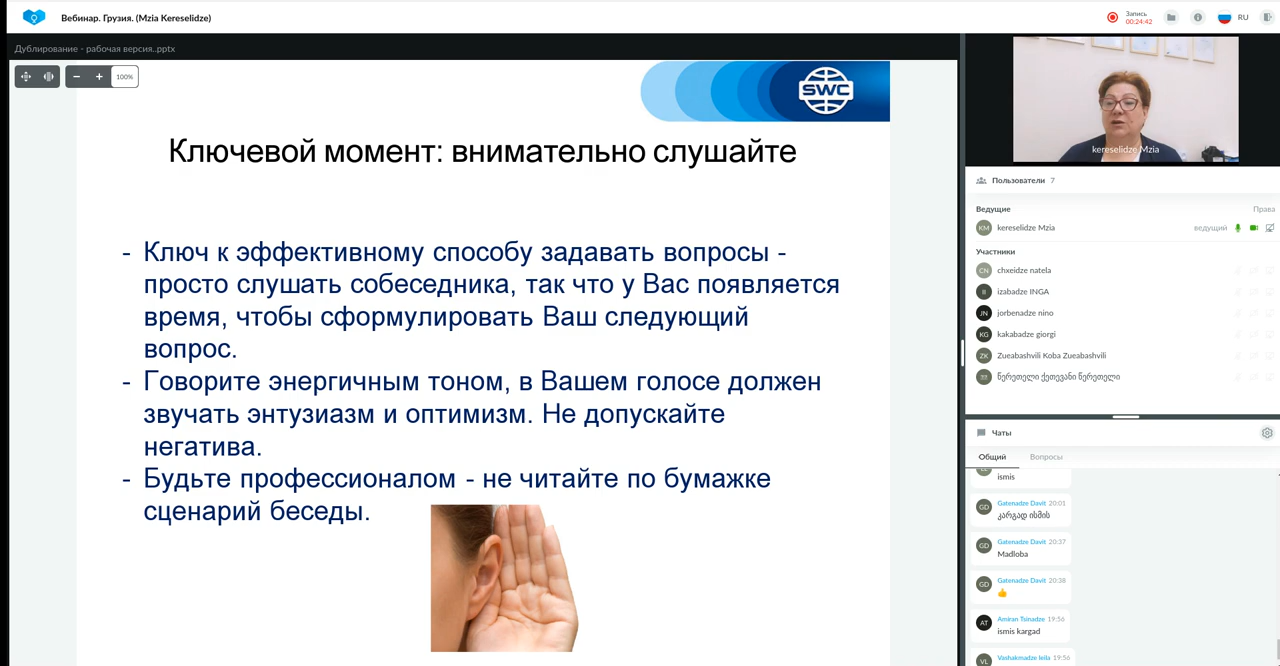 Вебинар. Грузия. (Mzia Kereselidze)
Запись
00:24:42
RU
Дублирование - рабочая версия..pptx
100%
SWC
Ключевой момент: внимательно слушайте
- Ключ к эффективному способу задавать вопросы -
просто слушать собеседника, так что у Вас появляется
время, чтобы сформулировать Ваш следующий
вопрос.
- Говорите энергичным тоном, в Вашем голосе должен
звучать энтузиазм и оптимизм. Не допускайте
негатива.
- Будьте профессионалом - не читайте по бумажке
сценарий беседы.
kereselidze Mzia
Пользователи 7
Ведущие Права
KM kereselidze Mzia ведущий
Участники
CN chxeidze natela
II izabadze INGA
JN jorbenadze nino
KG kakabadze giorgi
ZK Zueabashvili Koba Zueabashvili
წერეთელი ქეთევანი წერეთელი
Чаты
Общий Вопросы
ismis
GD Gatenadze Davit 20:01
კარგად ისმის
GD Gatenadze Davit 20:37
Madloba
GD Gatenadze Davit 20:38
👍
AT Amiran Tsinadze 19:56
ismis kargad
VL Vashakmadze leila 19:56